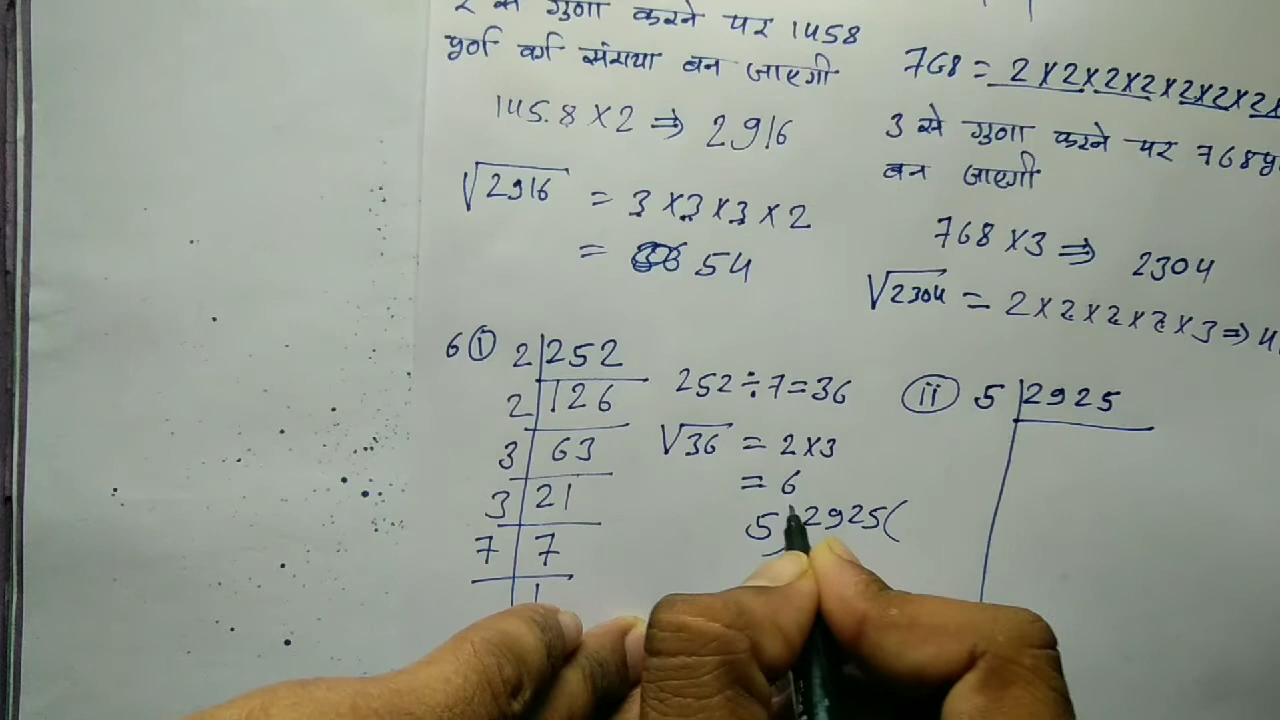 2 से गुणा करने पर 1458
पूर्ण वर्ग संख्या बन जाएगी
145.8 × 2 ⇒ 2916
√2916 = 3 × 3 × 3 × 2
= 54
768 = 2×2×2×2×2×2×2×
3 से गुणा करने पर 768 पू
बन जाएगी
768 × 3 ⇒ 2304
√2304 = 2×2×2×2×3 ⇒ 4
6 (i) 2 | 252
2 | 126
3 | 63
3 | 21
7 | 7
1
252 ÷ 7 = 36
√36 = 2×3
= 6
5 ) 2925 (
(ii) 5 | 2925